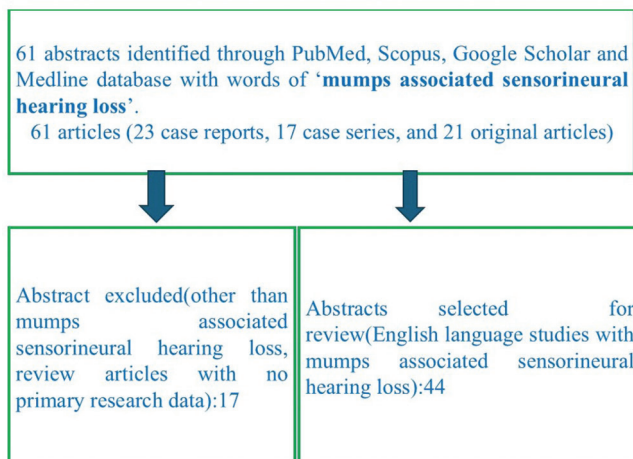 61 abstracts identified through PubMed, Scopus, Google Scholar and
Medline database with words of ‘mumps associated sensorineural
hearing loss’.
61 articles (23 case reports, 17 case series, and 21 original articles)
Abstract excluded(other than
mumps associated
sensorineural hearing loss,
review articles with no
primary research data):17
Abstracts selected for
review(English language studies with
mumps associated sensorineural
hearing loss):44